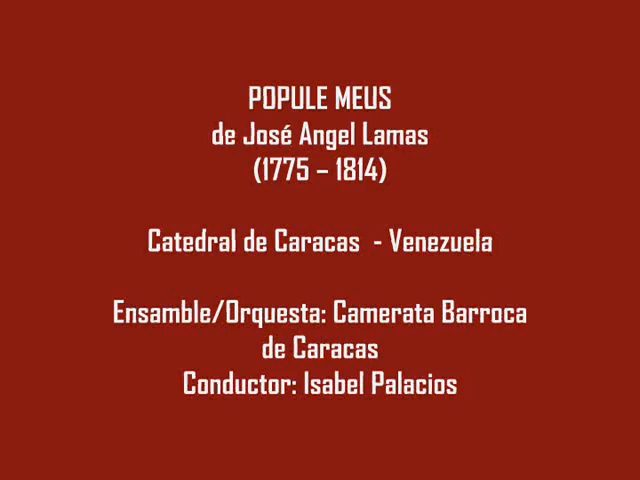 POPULE MEUS
de José Angel Lamas
(1775 – 1814)
Catedral de Caracas - Venezuela
Ensamble/Orquesta: Camerata Barroca
de Caracas
Conductor: Isabel Palacios